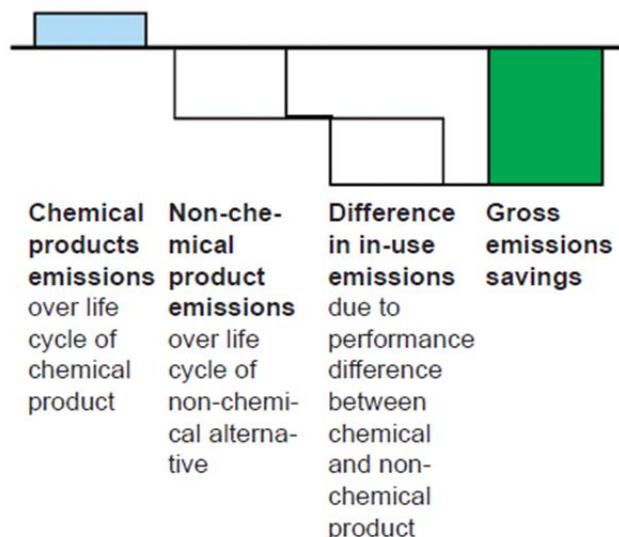 Chemical
products
emissions
over life
cycle of
chemical
product
Non-che-
mical
product
emissions
over life
cycle of
non-chemi-
cal alterna-
tive
Difference
in in-use
emissions
due to
performance
difference
between
chemical
and non-
chemical
product
Gross
emissions
savings